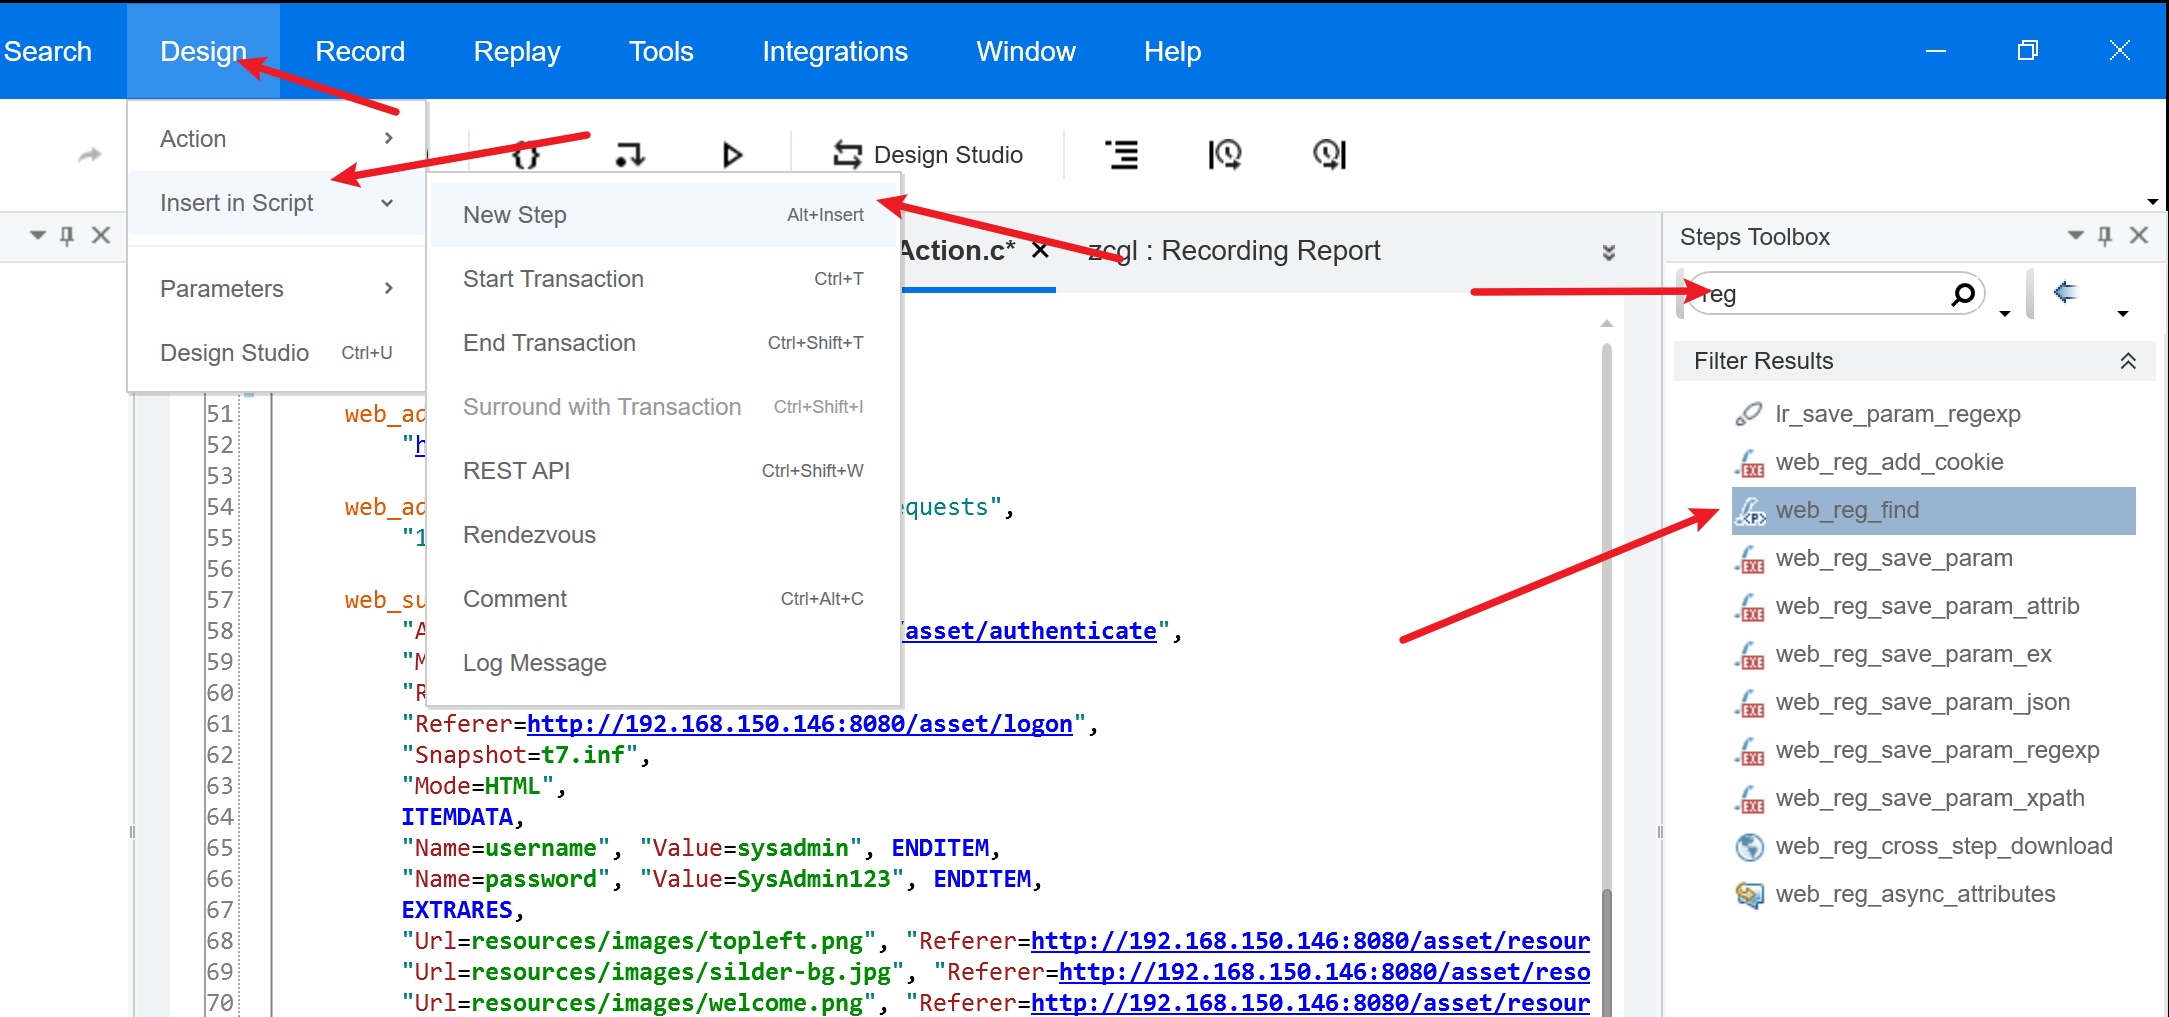 Search Design Record Replay Tools Integrations Window Help
Action
Insert in Script
Parameters
Design Studio Ctrl+U
Design Studio
New Step Alt+Insert
Start Transaction Ctrl+T
End Transaction Ctrl+Shift+T
Surround with Transaction Ctrl+Shift+I
REST API Ctrl+Shift+W
Rendezvous
Comment Ctrl+Alt+C
Log Message
Action.c* zcgl : Recording Report
51 web_ad
52 "h
53
54 web_ad equests",
55 "1
56
57 web_su
58 "A /asset/authenticate",
59 "M
60 "R
61 "Referer=http://192.168.150.146:8080/asset/logon",
62 "Snapshot=t7.inf",
63 "Mode=HTML",
64 ITEMDATA,
65 "Name=username", "Value=sysadmin", ENDITEM,
66 "Name=password", "Value=SysAdmin123", ENDITEM,
67 EXTRARES,
68 "Url=resources/images/topleft.png", "Referer=http://192.168.150.146:8080/asset/resour
69 "Url=resources/images/silder-bg.jpg", "Referer=http://192.168.150.146:8080/asset/reso
70 "Url=resources/images/welcome.png", "Referer=http://192.168.150.146:8080/asset/resour
Steps Toolbox
reg
Filter Results
lr_save_param_regexp
web_reg_add_cookie
web_reg_find
web_reg_save_param
web_reg_save_param_attrib
web_reg_save_param_ex
web_reg_save_param_json
web_reg_save_param_regexp
web_reg_save_param_xpath
web_reg_cross_step_download
web_reg_async_attributes